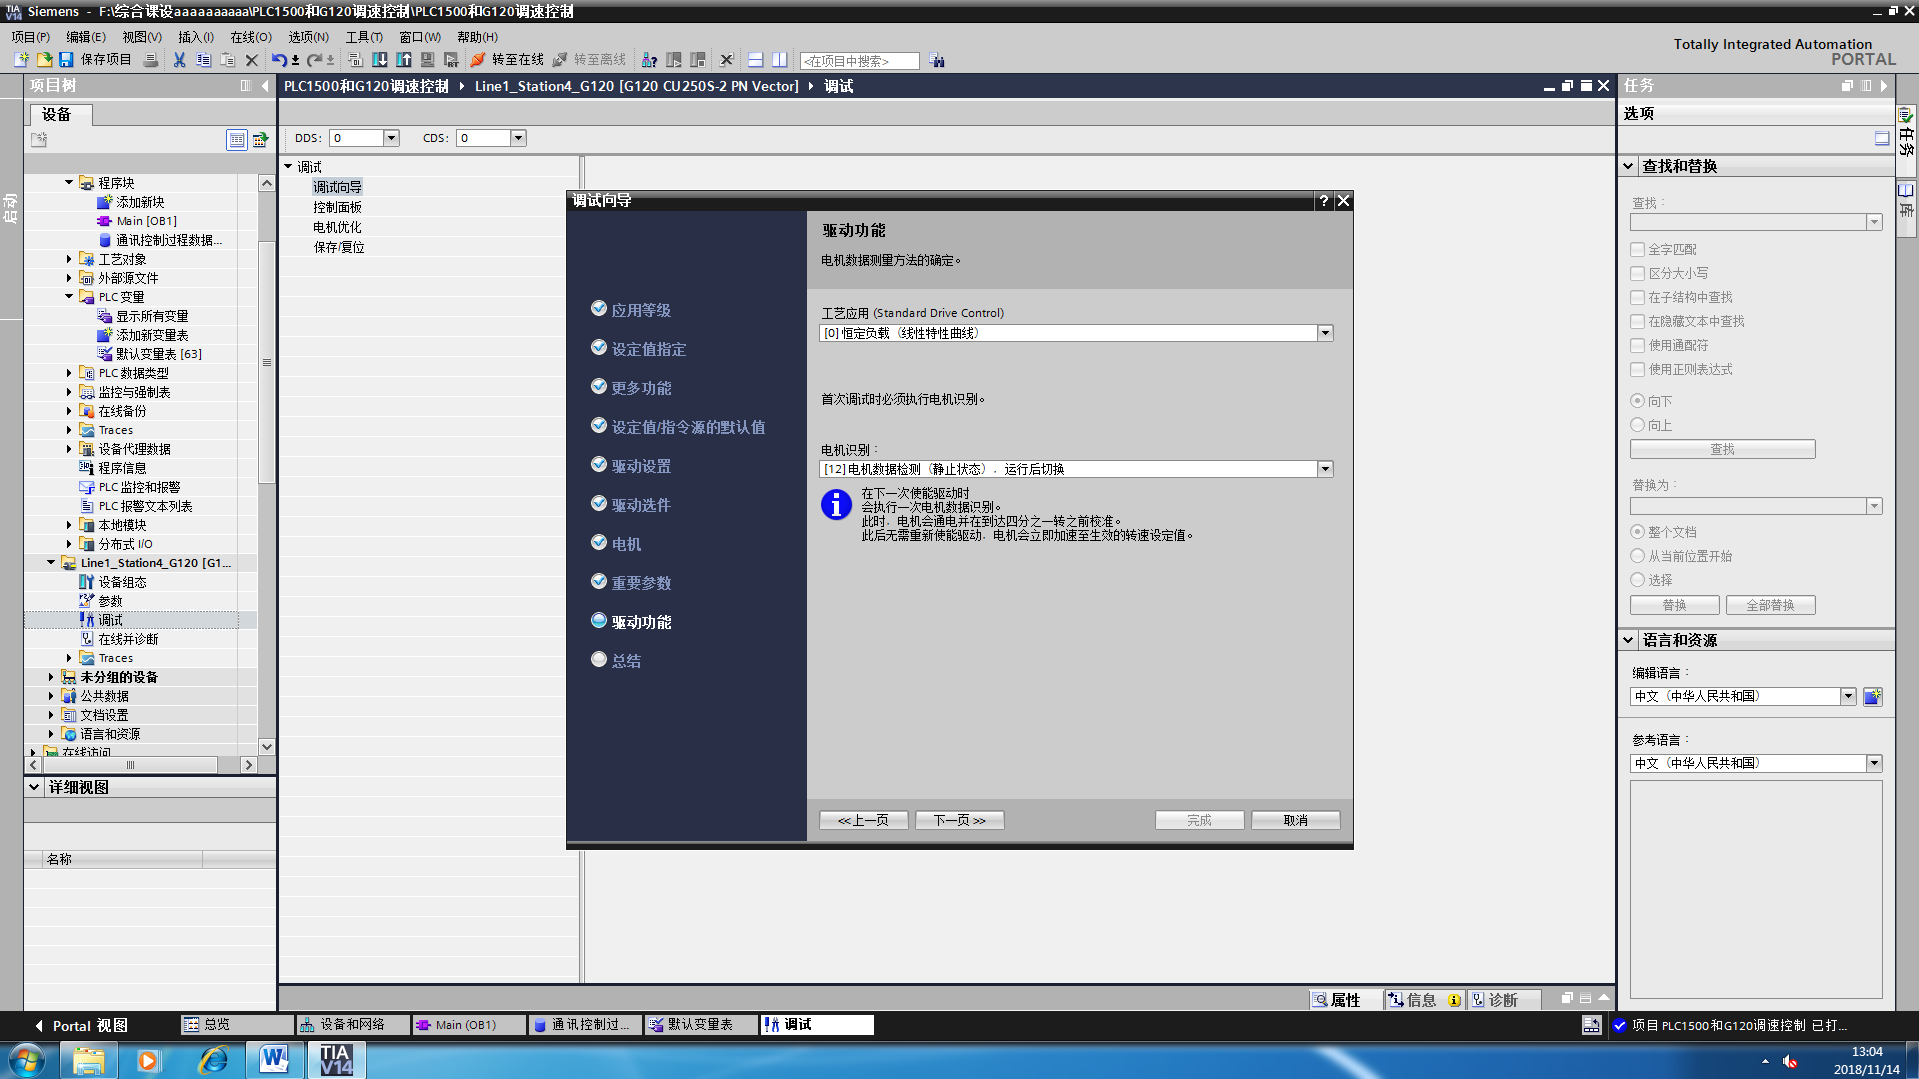 Siemens - F:\综合课设aaaaaaaaaa\PLC1500和G120调速控制\PLC1500和G120调速控制
项目(P) 编辑(E) 视图(V) 插入(I) 在线(O) 选项(N) 工具(T) 窗口(W) 帮助(H)
Totally Integrated Automation
PORTAL
保存项目 转至在线 转至离线 <在项目中搜索>
项目树
PLC1500和G120调速控制 Line1_Station4_G120 [G120 CU250S-2 PN Vector] 调试
任务
设备
选项
DDS: 0 CDS: 0
启动
程序块
添加新块
Main [OB1]
通讯控制过程数据...
工艺对象
外部源文件
PLC 变量
显示所有变量
添加新变量表
默认变量表 [63]
PLC 数据类型
监控与强制表
在线备份
Traces
设备代理数据
程序信息
PLC 监控和报警
PLC 报警文本列表
本地模块
分布式 I/O
Line1_Station4_G120 [G1...
设备组态
参数
调试
在线并诊断
Traces
未分组的设备
公共数据
文档设置
语言和资源
在线访问
详细视图
名称
调试
调试向导
控制面板
电机优化
保存/复位
调试向导
应用等级
设定值指定
更多功能
设定值/指令源的默认值
驱动设置
驱动选件
电机
重要参数
驱动功能
总结
驱动功能
电机数据测量方法的确定。
工艺应用 (Standard Drive Control)
[0] 恒定负载（线性特性曲线）
首次调试时必须执行电机识别。
电机识别：
[12] 电机数据检测（静止状态），运行后切换
在下一次使能驱动时
会执行一次电机数据识别。
此时，电机会通电并在到达四分之一转之前校准。
此后无需重新使能驱动，电机会立即加速至生效的转速设定值。
<<上一页 下一页 >> 完成 取消
查找和替换
查找：
全字匹配
区分大小写
在子结构中查找
在隐藏文本中查找
使用通配符
使用正则表达式
向下
向上
查找
替换为：
整个文档
从当前位置开始
选择
替换 全部替换
语言和资源
编辑语言：
中文（中华人民共和国）
参考语言：
中文（中华人民共和国）
任务
库
属性 信息 诊断
Portal 视图 总览 设备和网络 Main (OB1) 通讯控制过... 默认变量表 调试
项目 PLC1500和G120调速控制 已打...
TIA
V14
13:04
2018/11/14